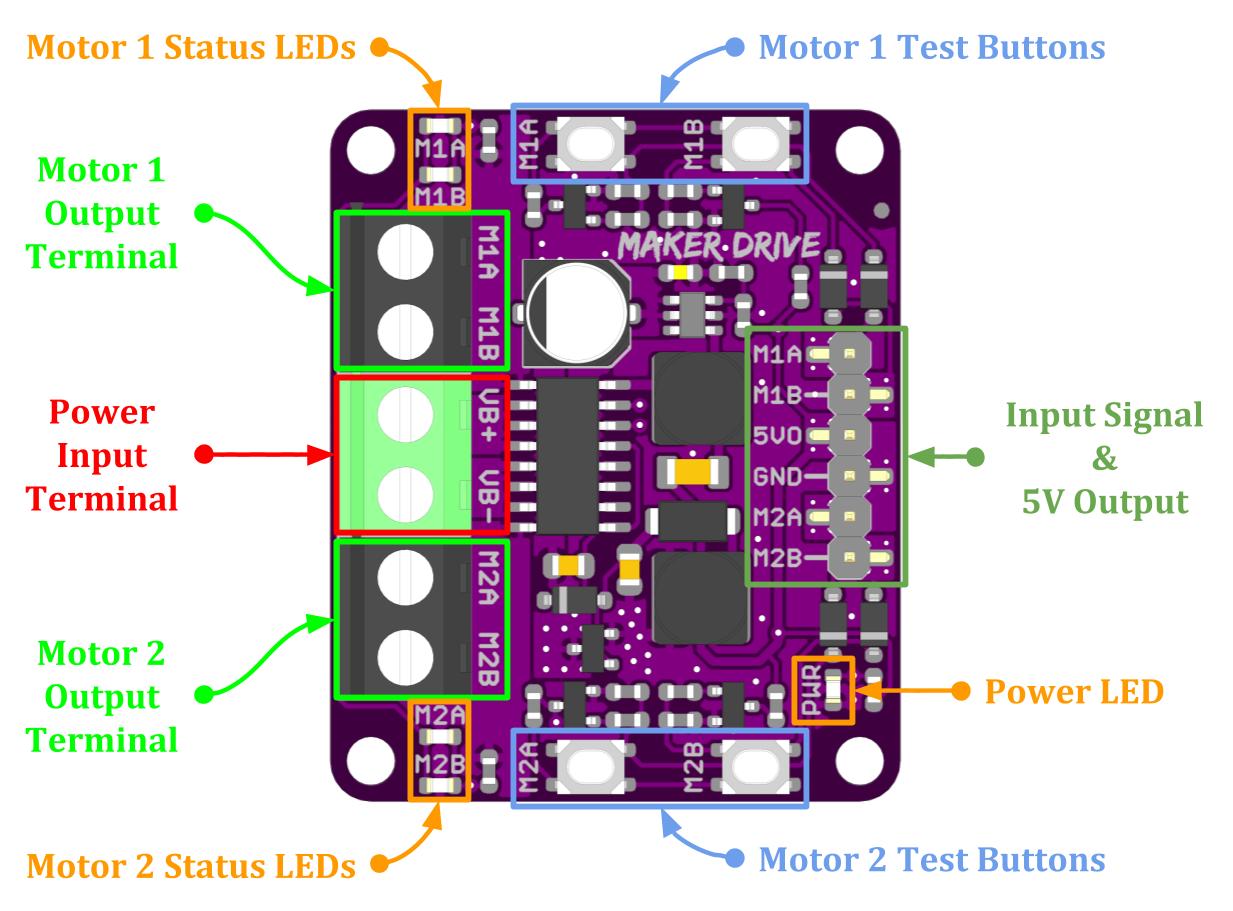 Motor 1 Status LEDs
Motor 1 Test Buttons
M1A
M1B
M1A
M1B
Motor 1
Output
Terminal
M1A
M1B
MAKER DRIVE
Power
Input
Terminal
VB+
VB-
M1A
M1B
5VO
GND
M2A
M2B
Input Signal
&
5V Output
Motor 2
Output
Terminal
M2A
M2B
PWR
Power LED
M2A
M2B
M2A
M2B
Motor 2 Status LEDs
Motor 2 Test Buttons